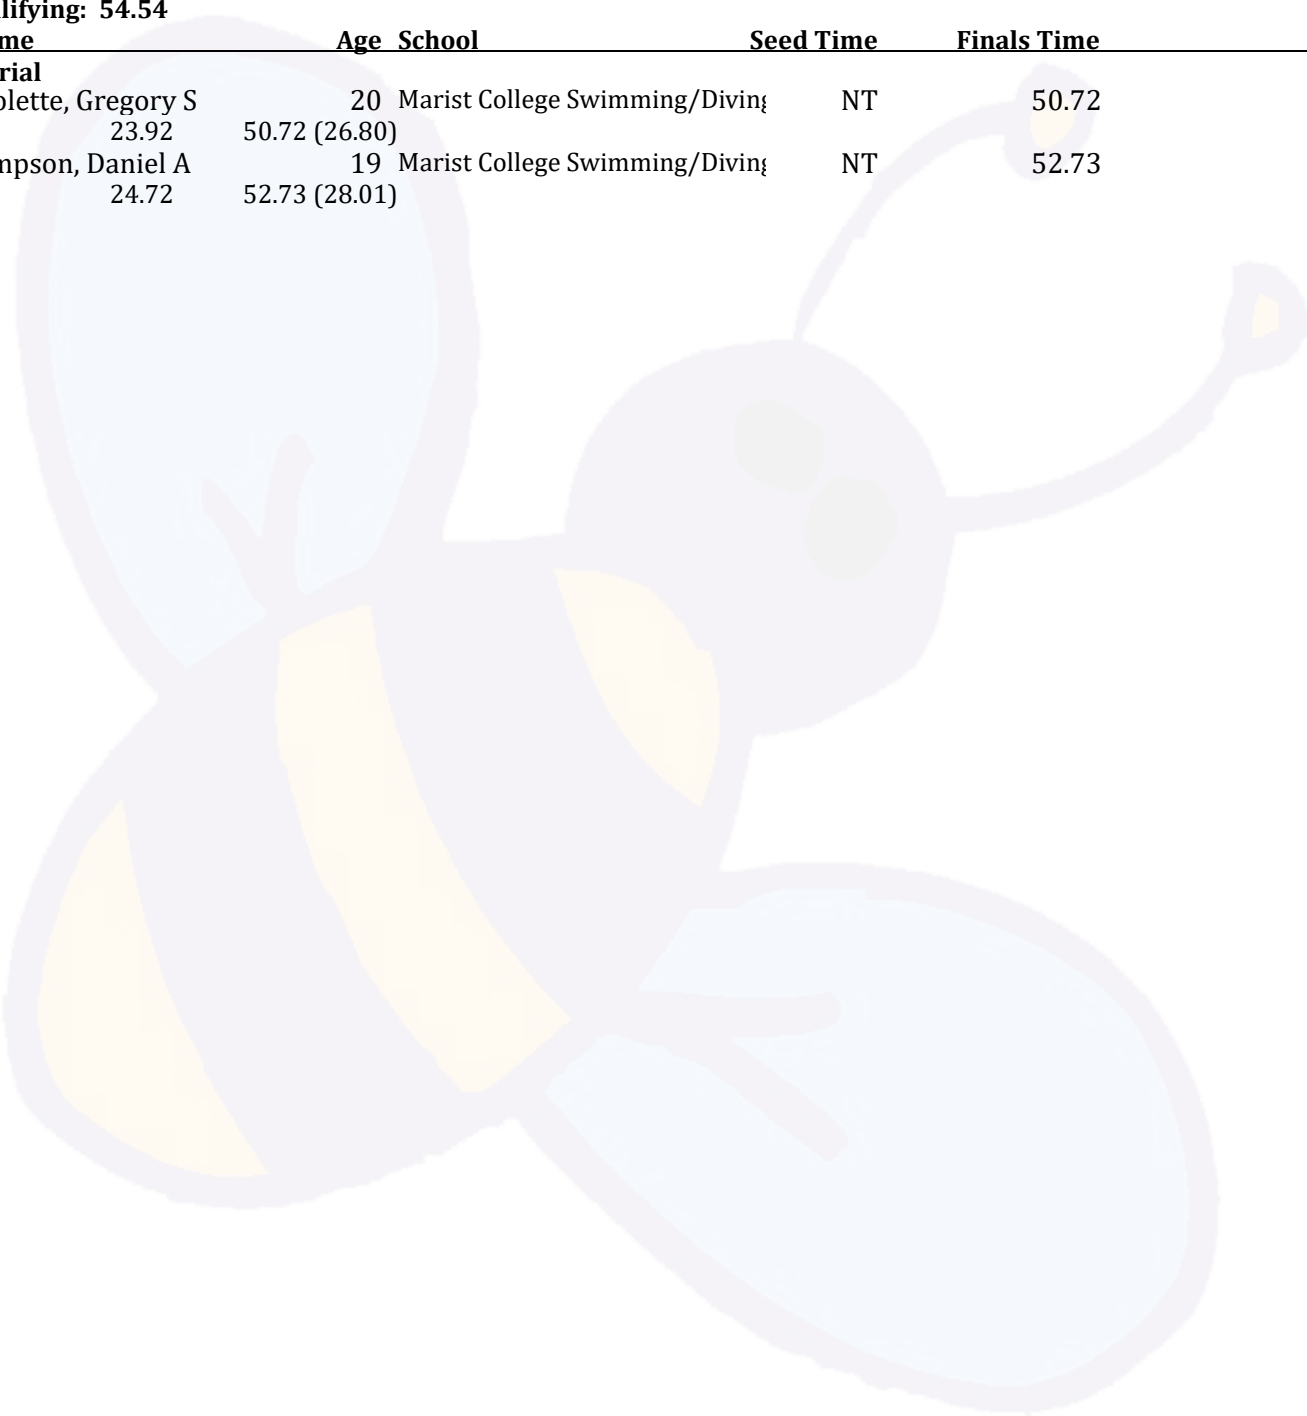 lifying: 54.54
me Age School Seed Time Finals Time
rial
olette, Gregory S 20 Marist College Swimming/Diving NT 50.72
23.92 50.72 (26.80)
mpson, Daniel A 19 Marist College Swimming/Diving NT 52.73
24.72 52.73 (28.01)